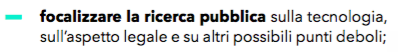 focalizzare la ricerca pubblica sulla tecnologia,
sull'aspetto legale e su altri possibili punti deboli;